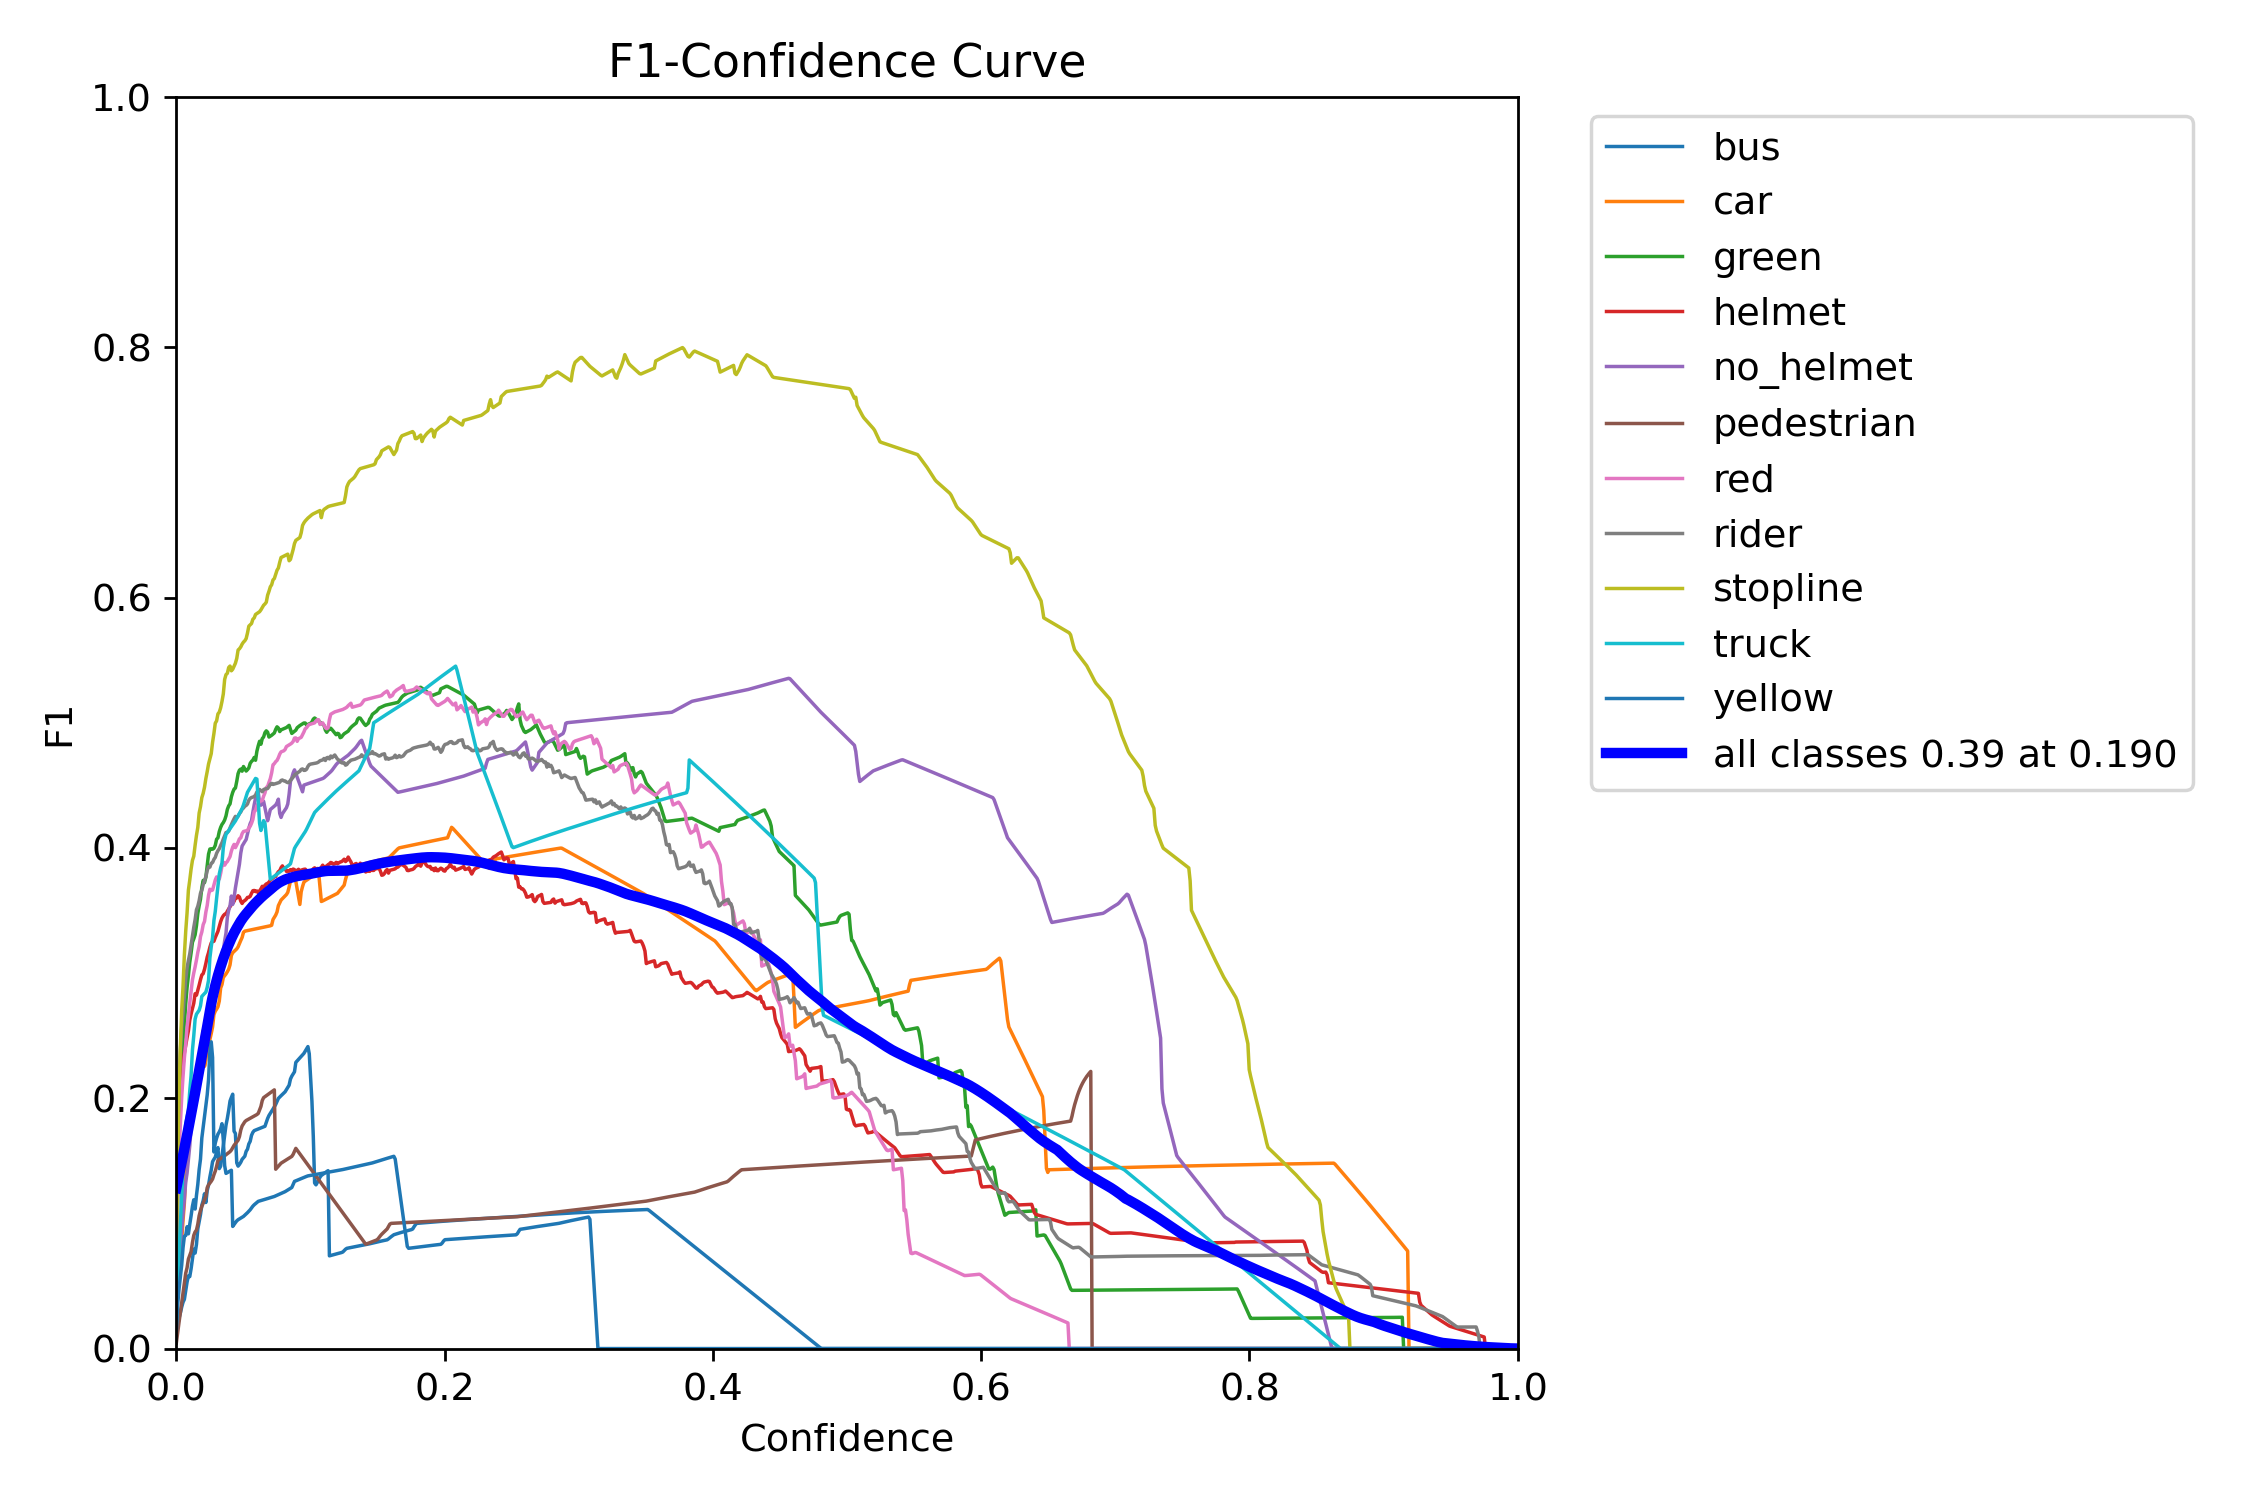 F1-Confidence Curve
1.0
0.8
0.6
0.4
0.2
0.0
F1
0.0 0.2 0.4 0.6 0.8 1.0
Confidence
bus
car
green
helmet
no_helmet
pedestrian
red
rider
stopline
truck
yellow
all classes 0.39 at 0.190